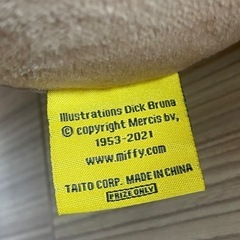 Illustrations Dick Bruna
© copyright Mercis bv,
1953-2021
www.miffy.com
TAITO CORP. MADE IN CHINA
PRIZE ONLY